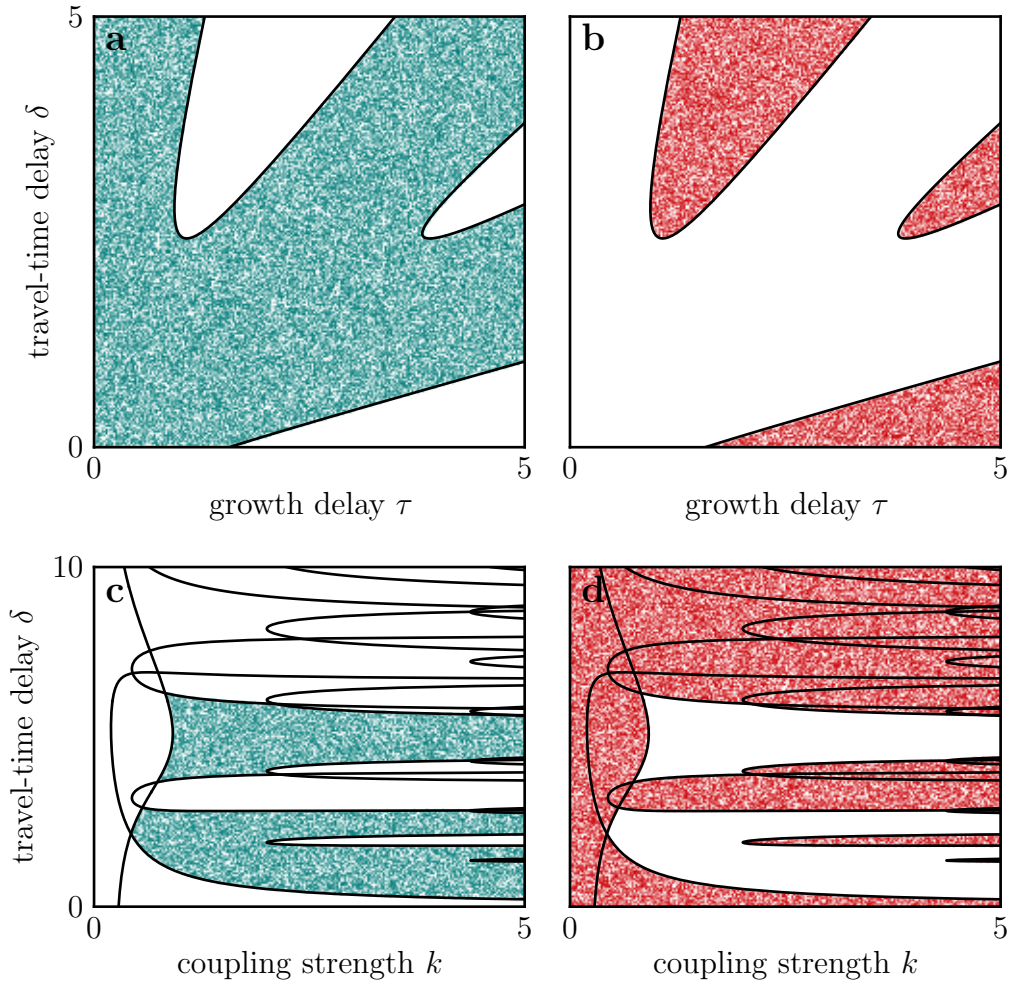 5
a
b
travel-time delay δ
0
0
5
0
5
growth delay τ
growth delay τ
10
c
d
travel-time delay δ
0
0
5
0
5
coupling strength k
coupling strength k